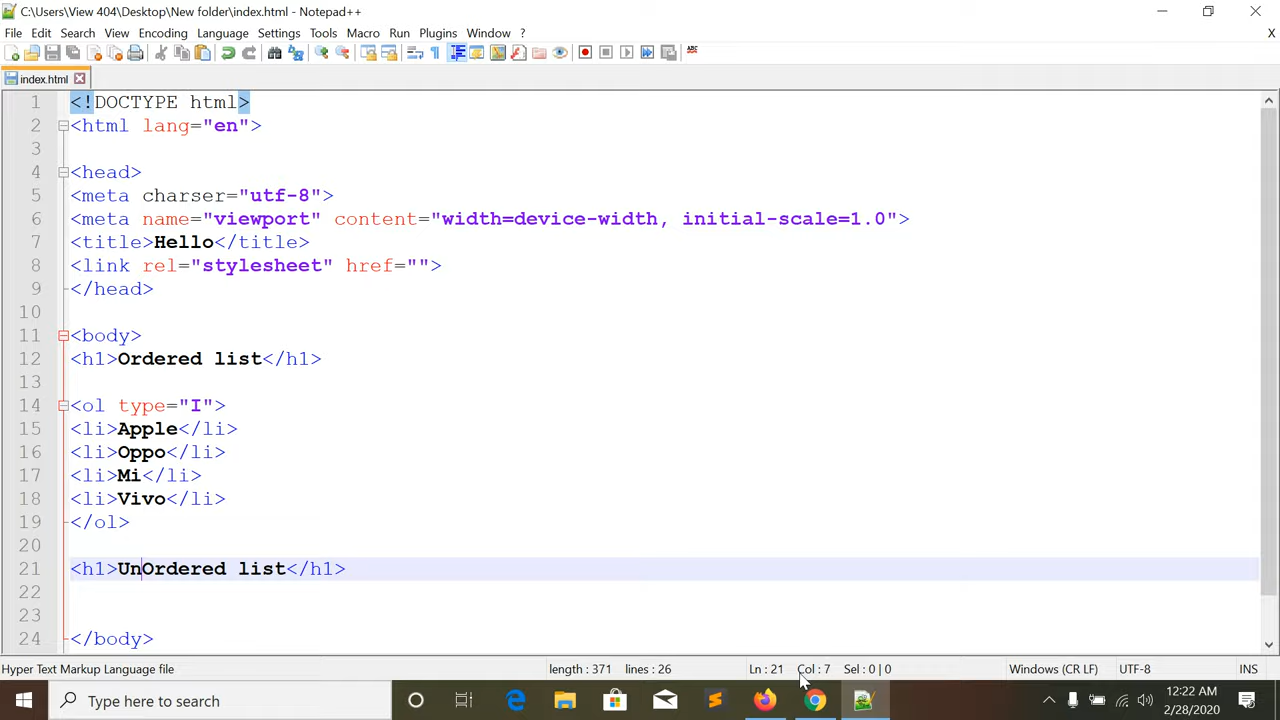 C:\Users\View 404\Desktop\New folder\index.html - Notepad++
File Edit Search View Encoding Language Settings Tools Macro Run Plugins Window ? X
ABC
index.html
1 <!DOCTYPE html>
2 <html lang="en">
3
4 <head>
5 <meta charser="utf-8">
6 <meta name="viewport" content="width=device-width, initial-scale=1.0">
7 <title>Hello</title>
8 <link rel="stylesheet" href="">
9 </head>
10
11 <body>
12 <h1>Ordered list</h1>
13
14 <ol type="I">
15 <li>Apple</li>
16 <li>Oppo</li>
17 <li>Mi</li>
18 <li>Vivo</li>
19 </ol>
20
21 <h1>UnOrdered list</h1>
22
23
24 </body>
Hyper Text Markup Language file length : 371 lines : 26 Ln : 21 Col : 7 Sel : 0 | 0 Windows (CR LF) UTF-8 INS
Type here to search
12:22 AM
2/28/2020